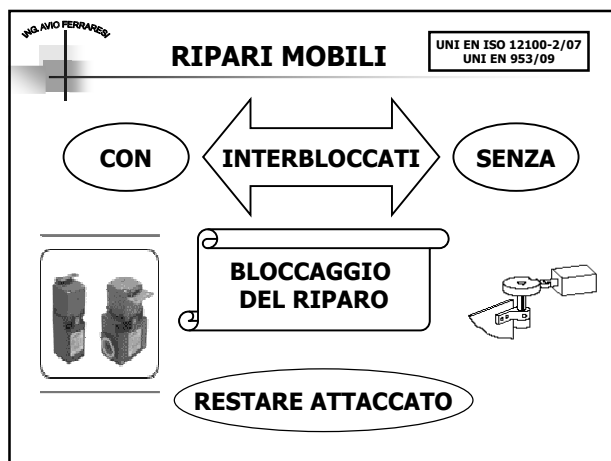 ING. AVIO FERRARESI
RIPARI MOBILI
UNI EN ISO 12100-2/07
UNI EN 953/09
CON
INTERBLOCCATI
SENZA
BLOCCAGGIO
DEL RIPARO
RESTARE ATTACCATO